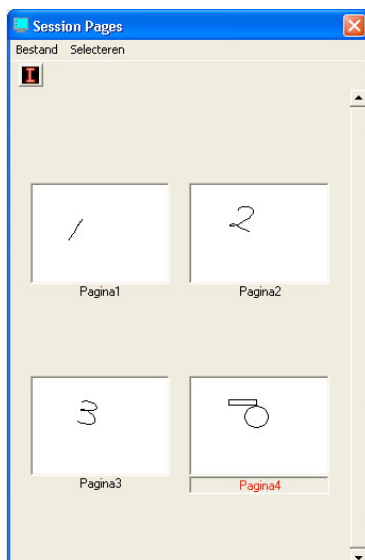 Session Pages
Bestand Selecteren
I
1
2
Pagina1 Pagina2
3
Pagina3 Pagina4